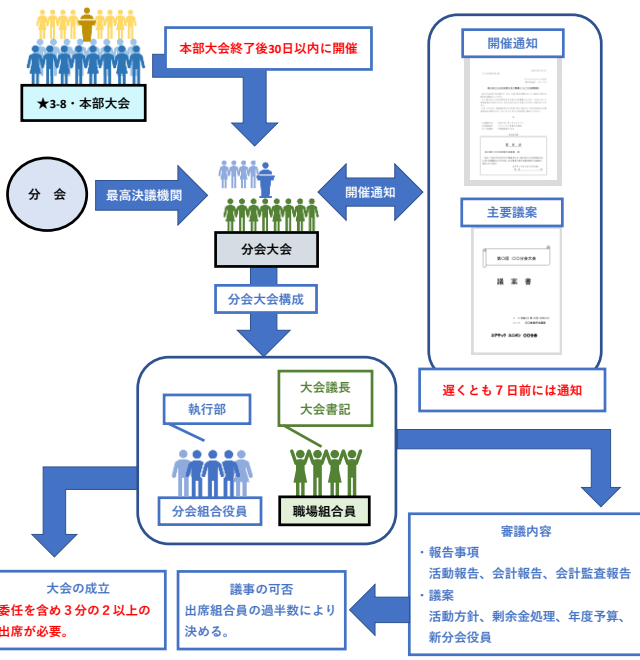 本部大会終了後30日以内に開催
★3-8・本部大会
開催通知
分　会
最高決議機関
開催通知
分会大会
主要議案
第〇回　〇〇分会大会
議　案　書
分会大会構成
遅くとも７日前には通知
執行部
大会議長
大会書記
分会組合役員
職場組合員
審議内容
・報告事項
活動報告、会計報告、会計監査報告
・議案
活動方針、剰余金処理、年度予算、
新分会役員
大会の成立
委任を含め３分の２以上の
出席が必要。
議事の可否
出席組合員の過半数により
決める。